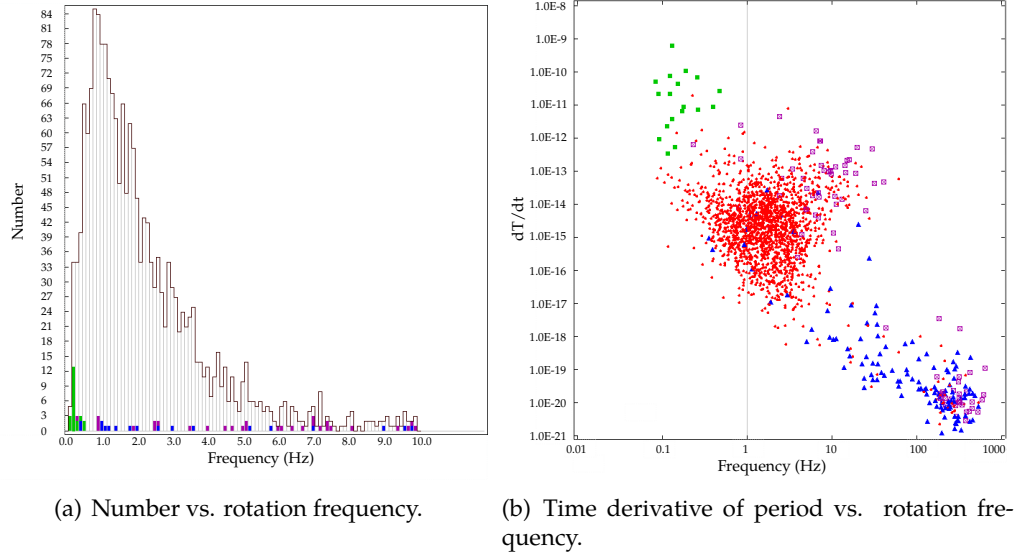 84
81
78
75
72
69
66
63
60
57
54
51
48
45
42
39
36
33
30
27
24
21
18
15
12
9
6
3
0
Number
0.0 1.0 2.0 3.0 4.0 5.0 6.0 7.0 8.0 9.0 10.0
Frequency (Hz)
1.0E-8
1.0E-9
1.0E-10
1.0E-11
1.0E-12
1.0E-13
1.0E-14
1.0E-15
1.0E-16
1.0E-17
1.0E-18
1.0E-19
1.0E-20
1.0E-21
dT/dt
0.01 0.1 1 10 100 1000
Frequency (Hz)
(a) Number vs. rotation frequency.
(b) Time derivative of period vs. rotation fre-
quency.